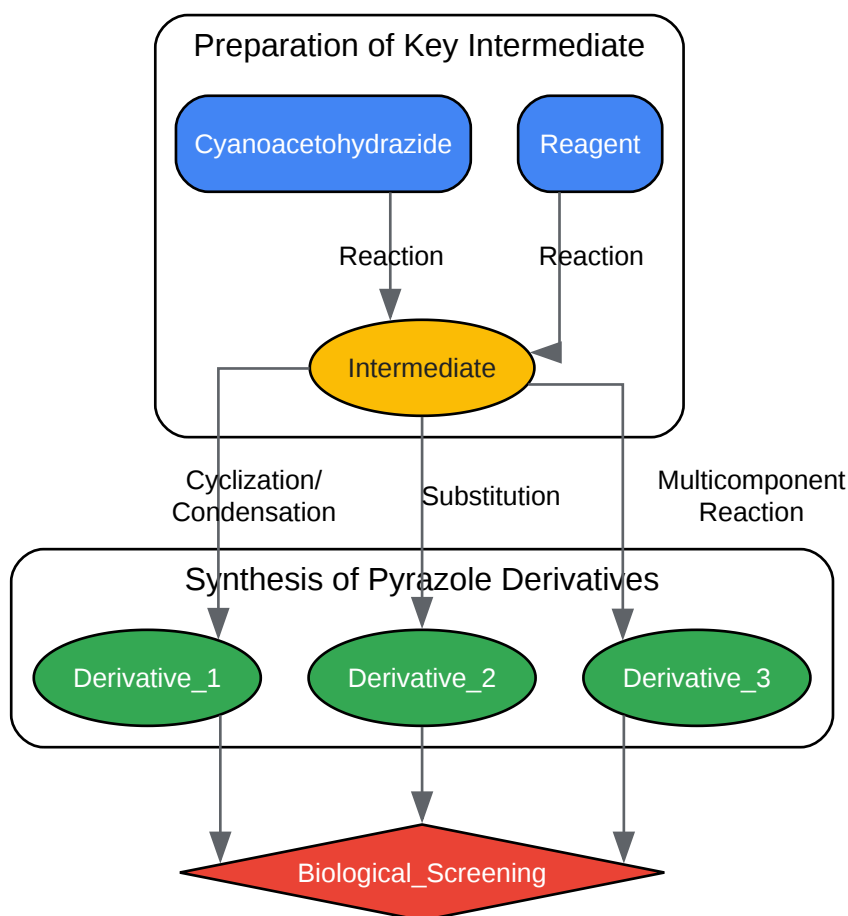 Preparation of Key Intermediate
Cyanoacetohydrazide
Reagent
Reaction
Reaction
Intermediate
Cyclization/
Condensation
Substitution
Multicomponent
Reaction
Synthesis of Pyrazole Derivatives
Derivative_1
Derivative_2
Derivative_3
Biological_Screening